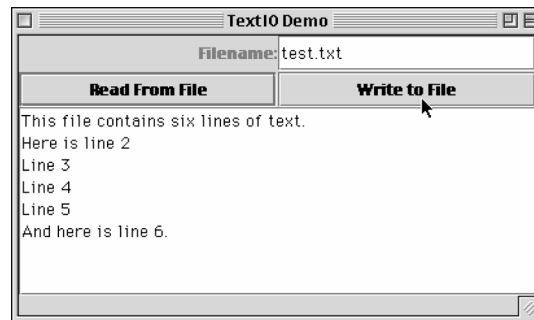 TextIO Demo
Filename: test.txt
Read From File Write to File
This file contains six lines of text.
Here is line 2
Line 3
Line 4
Line 5
And here is line 6.